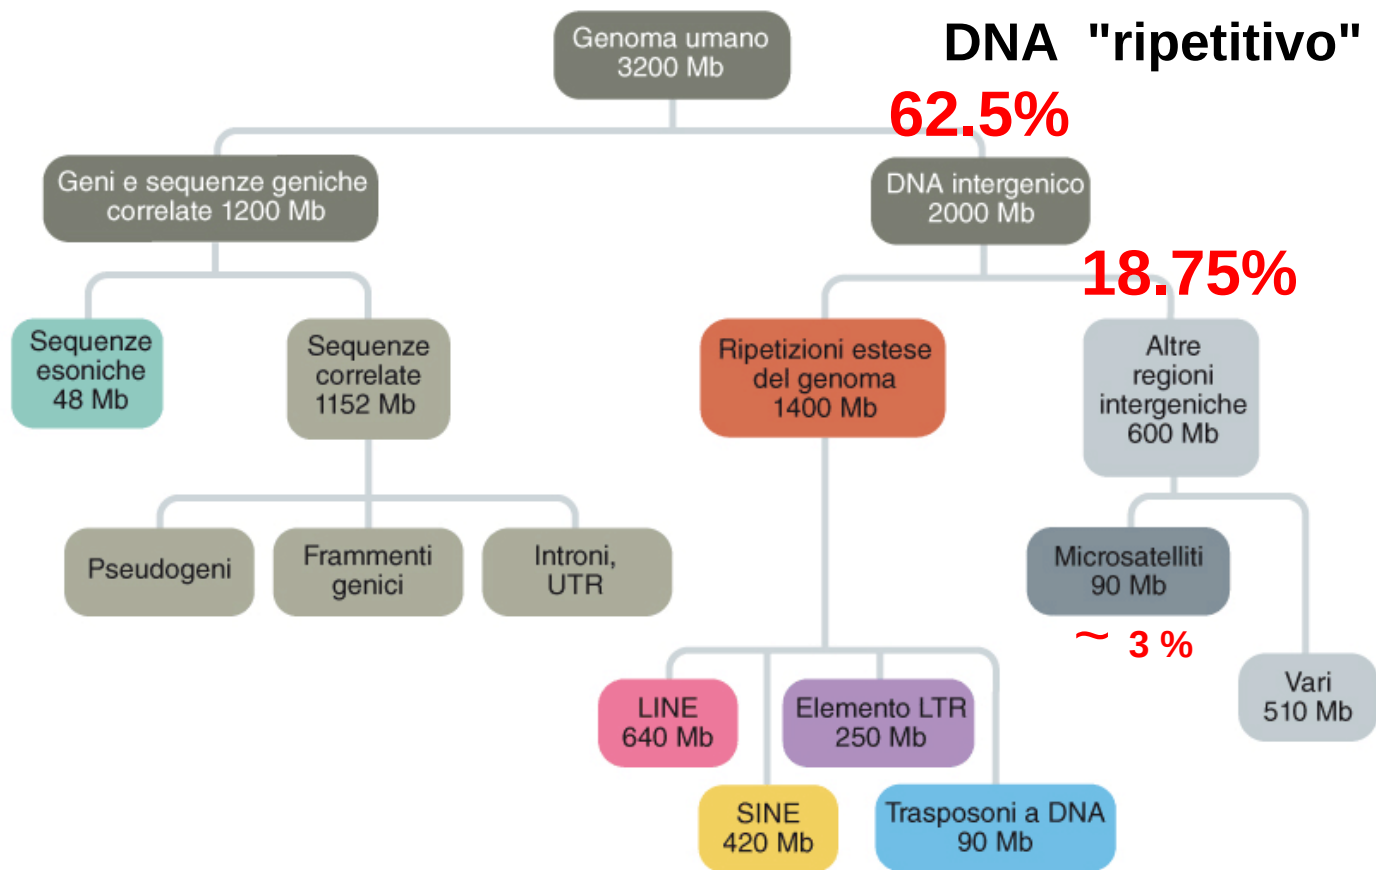 Genoma umano
3200 Mb
DNA "ripetitivo"
62.5%
Geni e sequenze geniche
correlate 1200 Mb
DNA intergenico
2000 Mb
18.75%
Sequenze
esoniche
48 Mb
Sequenze
correlate
1152 Mb
Ripetizioni estese
del genoma
1400 Mb
Altre
regioni
intergeniche
600 Mb
Pseudogeni
Frammenti
genici
Introni,
UTR
Microsatelliti
90 Mb
~ 3 %
LINE
640 Mb
Elemento LTR
250 Mb
Vari
510 Mb
SINE
420 Mb
Trasposoni a DNA
90 Mb